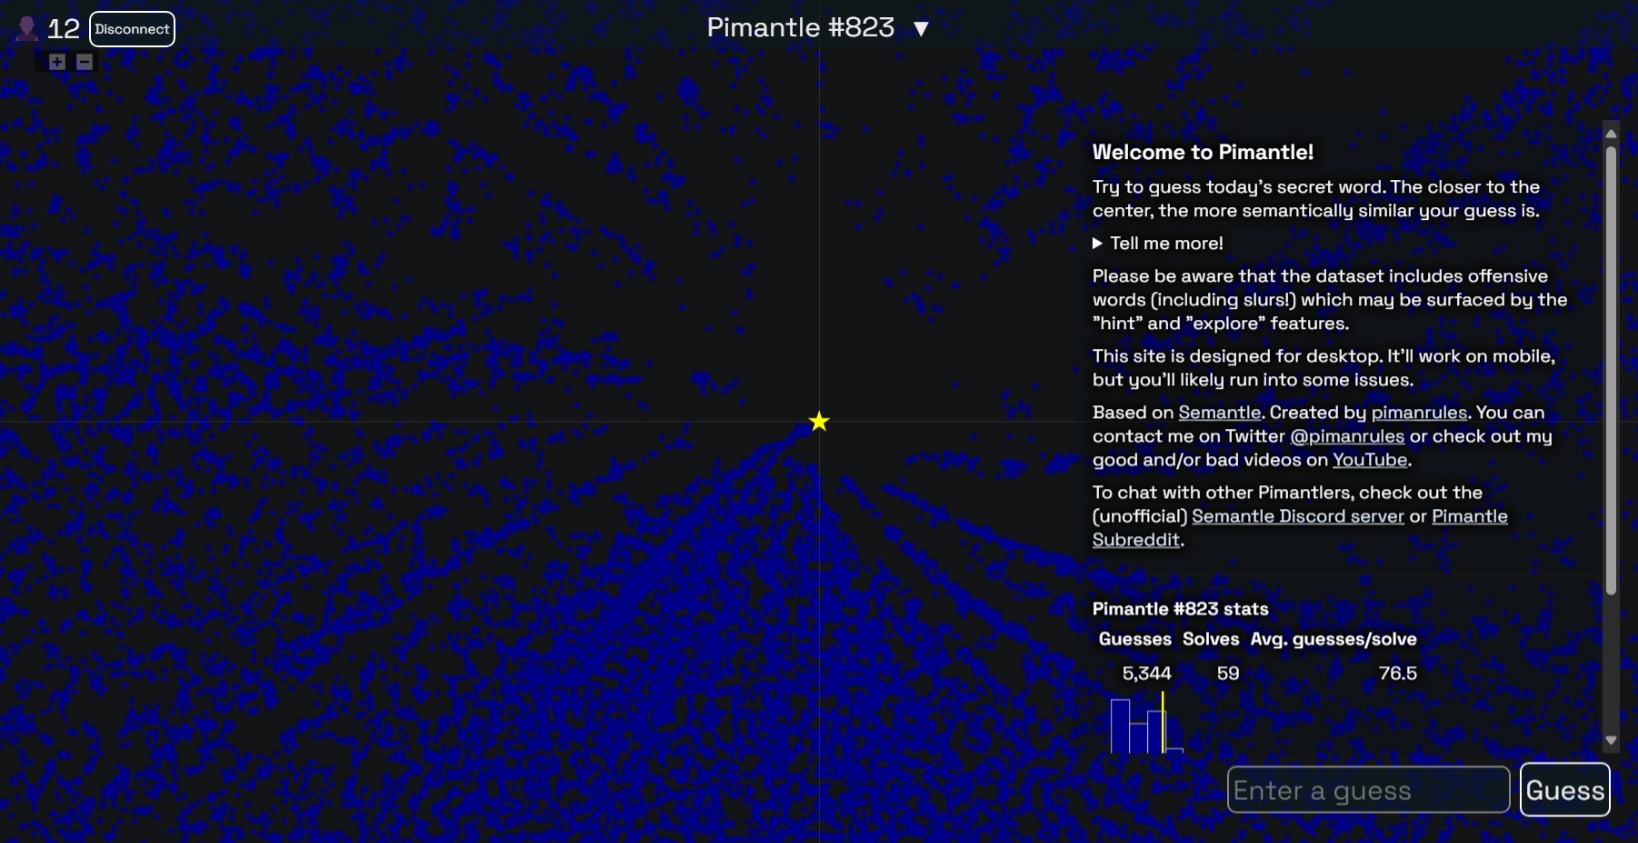 12 Disconnect
Pimantle #823 ▼
+ −
Welcome to Pimantle!
Try to guess today's secret word. The closer to the
center, the more semantically similar your guess is.
▶ Tell me more!
Please be aware that the dataset includes offensive
words (including slurs!) which may be surfaced by the
"hint" and "explore" features.
This site is designed for desktop. It'll work on mobile,
but you'll likely run into some issues.
Based on Semantle. Created by pimanrules. You can
contact me on Twitter @pimanrules or check out my
good and/or bad videos on YouTube.
To chat with other Pimantlers, check out the
(unofficial) Semantle Discord server or Pimantle
Subreddit.
Pimantle #823 stats
Guesses Solves Avg. guesses/solve
5,344 59 76.5
Enter a guess Guess